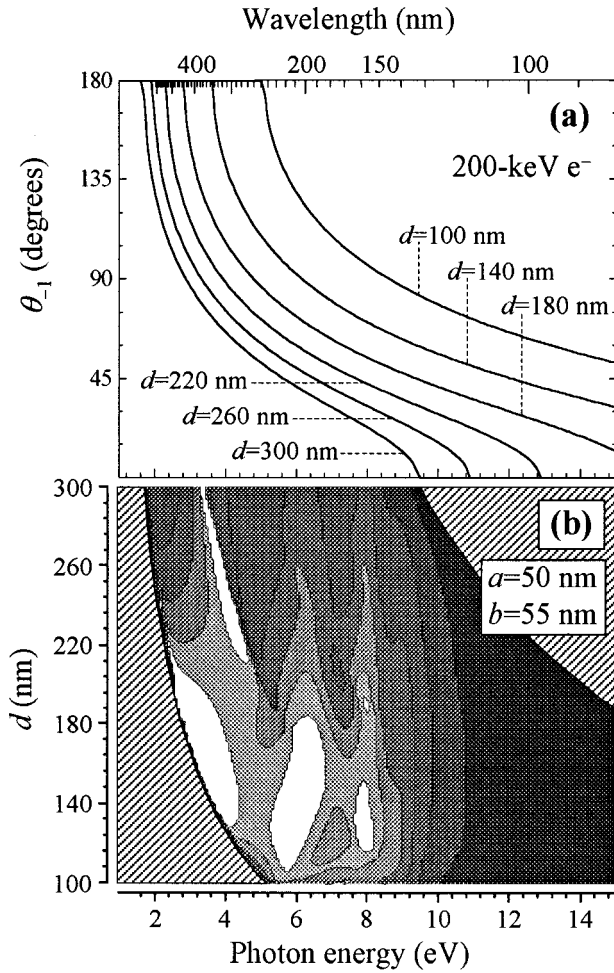 Wavelength (nm)
400 200 150 100
180
135
90
45
θ₋₁ (degrees)
(a)
200-keV e⁻
d=100 nm
d=140 nm
d=180 nm
d=220 nm
d=260 nm
d=300 nm
300
260
220
180
140
100
d (nm)
(b)
a=50 nm
b=55 nm
2 4 6 8 10 12 14
Photon energy (eV)